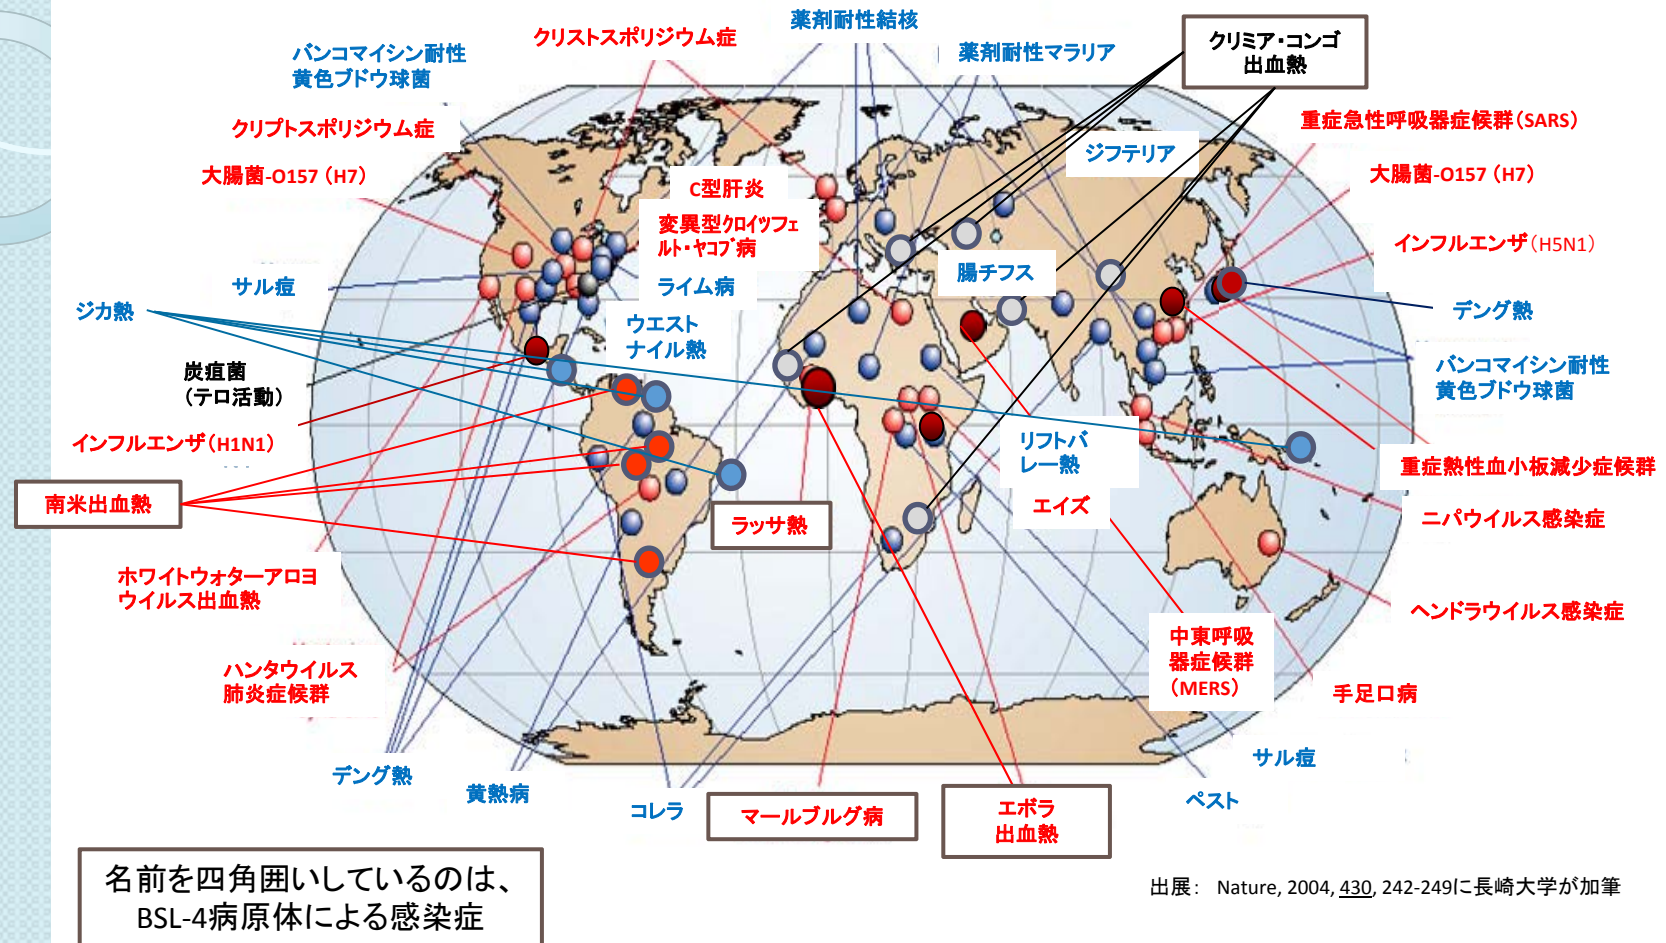 薬剤耐性結核
クリストスポリジウム症
薬剤耐性マラリア
クリミア・コンゴ
出血熱
バンコマイシン耐性
黄色ブドウ球菌
クリプトスポリジウム症
重症急性呼吸器症候群（SARS）
ジフテリア
大腸菌-O157（H7）
C型肝炎
大腸菌-O157（H7）
変異型クロイツフェ
ルト・ヤコブ病
インフルエンザ（H5N1）
腸チフス
サル痘
ライム病
ジカ熱
デング熱
ウエスト
ナイル熱
炭疽菌
（テロ活動）
バンコマイシン耐性
黄色ブドウ球菌
インフルエンザ（H1N1）
リフトバ
レー熱
重症熱性血小板減少症候群
南米出血熱
エイズ
ラッサ熱
ニパウイルス感染症
ホワイトウォターアロヨ
ウイルス出血熱
ヘンドラウイルス感染症
中東呼吸
器症候群
（MERS）
ハンタウイルス
肺炎症候群
手足口病
サル痘
デング熱
黄熱病
コレラ
マールブルグ病
エボラ
出血熱
ペスト
名前を四角囲いしているのは、
BSL-4病原体による感染症
出展： Nature, 2004, 430, 242-249に長崎大学が加筆